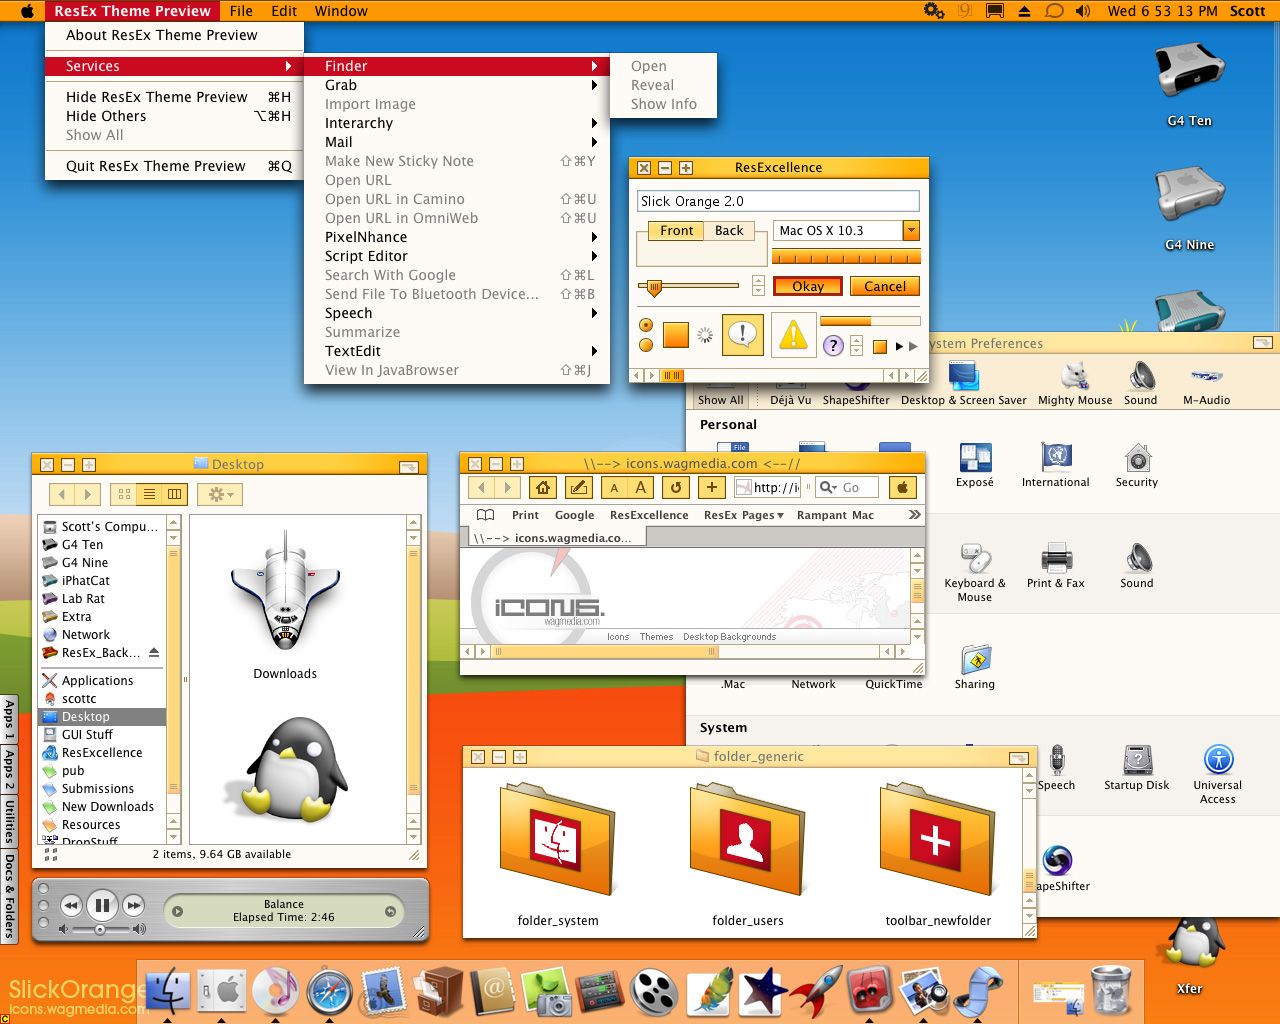 ResEx Theme Preview File Edit Window Wed 6 53 13 PM Scott
About ResEx Theme Preview
Services
Hide ResEx Theme Preview ⌘H
Hide Others ⌥⌘H
Show All
Quit ResEx Theme Preview ⌘Q
Finder
Grab
Import Image
Interarchy
Mail
Make New Sticky Note ⇧⌘Y
Open URL
Open URL in Camino ⇧⌘U
Open URL in OmniWeb ⇧⌘U
PixelNhance
Script Editor
Search With Google ⇧⌘L
Send File To Bluetooth Device... ⇧⌘B
Speech
Summarize
TextEdit
View In JavaBrowser ⇧⌘J
Open
Reveal
Show Info
G4 Ten
G4 Nine
ResExcellence
Slick Orange 2.0
Front Back
Mac OS X 10.3
Okay Cancel
ystem Preferences
Show All Déjà Vu ShapeShifter Desktop & Screen Saver Mighty Mouse Sound M-Audio
Personal
File
Exposé International Security
Keyboard & Mouse
Print & Fax
Sound
.Mac Network QuickTime Sharing
System
Speech Startup Disk Universal Access
apeShifter
Desktop
Scott's Compu...
G4 Ten
G4 Nine
iPhatCat
Lab Rat
Extra
Network
ResEx_Back...
Applications
scottc
Desktop
GUI Stuff
ResExcellence
pub
Submissions
New Downloads
Resources
DropStuff
Downloads
2 items, 9.64 GB available
\\--> icons.wagmedia.com <--//
A A
http://i
Go
Print Google ResExcellence ResEx Pages Rampant Mac
\\--> icons.wagmedia.co...
iCONS.
wagmedia.com
Icons Themes Desktop Backgrounds
folder_generic
folder_system folder_users toolbar_newfolder
Apps 1
Apps 2
Utilities
Docs & Folders
Balance
Elapsed Time: 2:46
Xfer
SlickOrange
icons.wagmedia.com